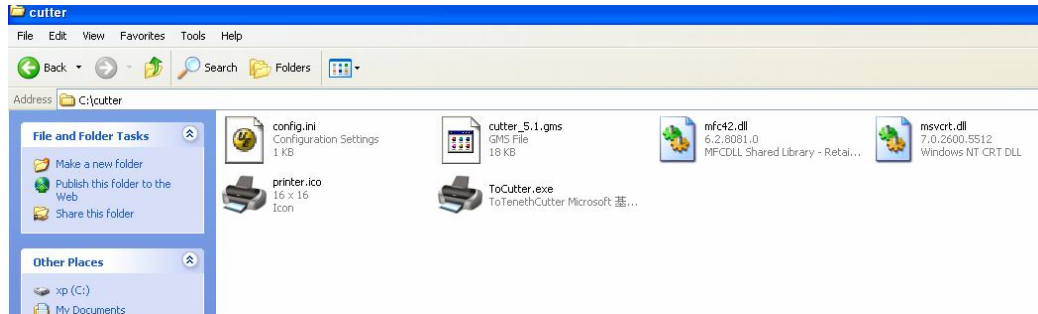 cutter
File Edit View Favorites Tools Help
Back Search Folders
Address C:\cutter
File and Folder Tasks
Make a new folder
Publish this folder to the
Web
Share this folder
Other Places
xp (C:)
My Documents
config.ini
Configuration Settings
1 KB
cutter_5.1.gms
GMS File
18 KB
mfc42.dll
6.2.8081.0
MFCDLL Shared Library - Retai...
msvcrt.dll
7.0.2600.5512
Windows NT CRT DLL
printer.ico
16 x 16
Icon
ToCutter.exe
ToTenethCutter Microsoft 基...